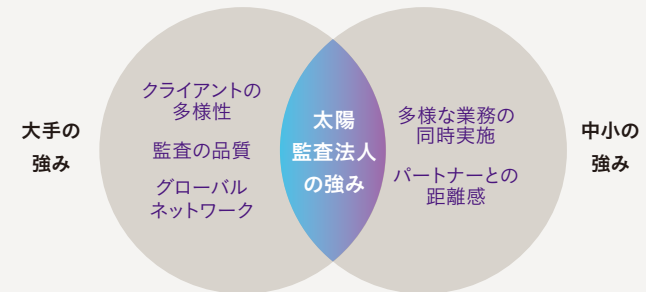 大手の
強み
クライアントの
多様性
監査の品質
グローバル
ネットワーク
太陽
監査法人
の強み
多様な業務の
同時実施
パートナーとの
距離感
中小の
強み